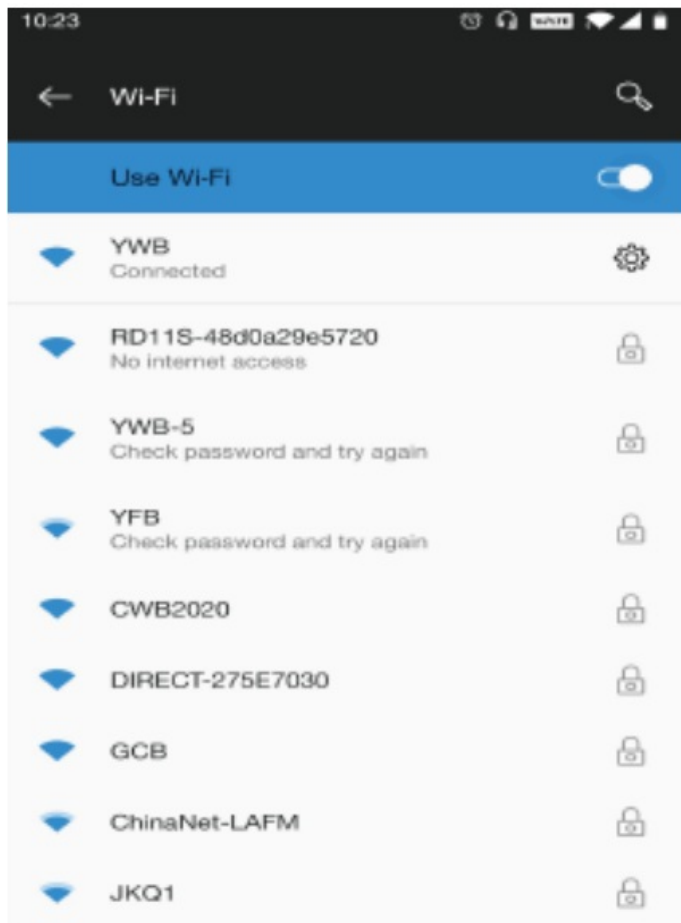 10:23
Wi-Fi
Use Wi-Fi
YWB
Connected
RD11S-48d0a29e5720
No internet access
YWB-5
Check password and try again
YFB
Check password and try again
CWB2020
DIRECT-275E7030
GCB
ChinaNet-LAFM
JKQ1